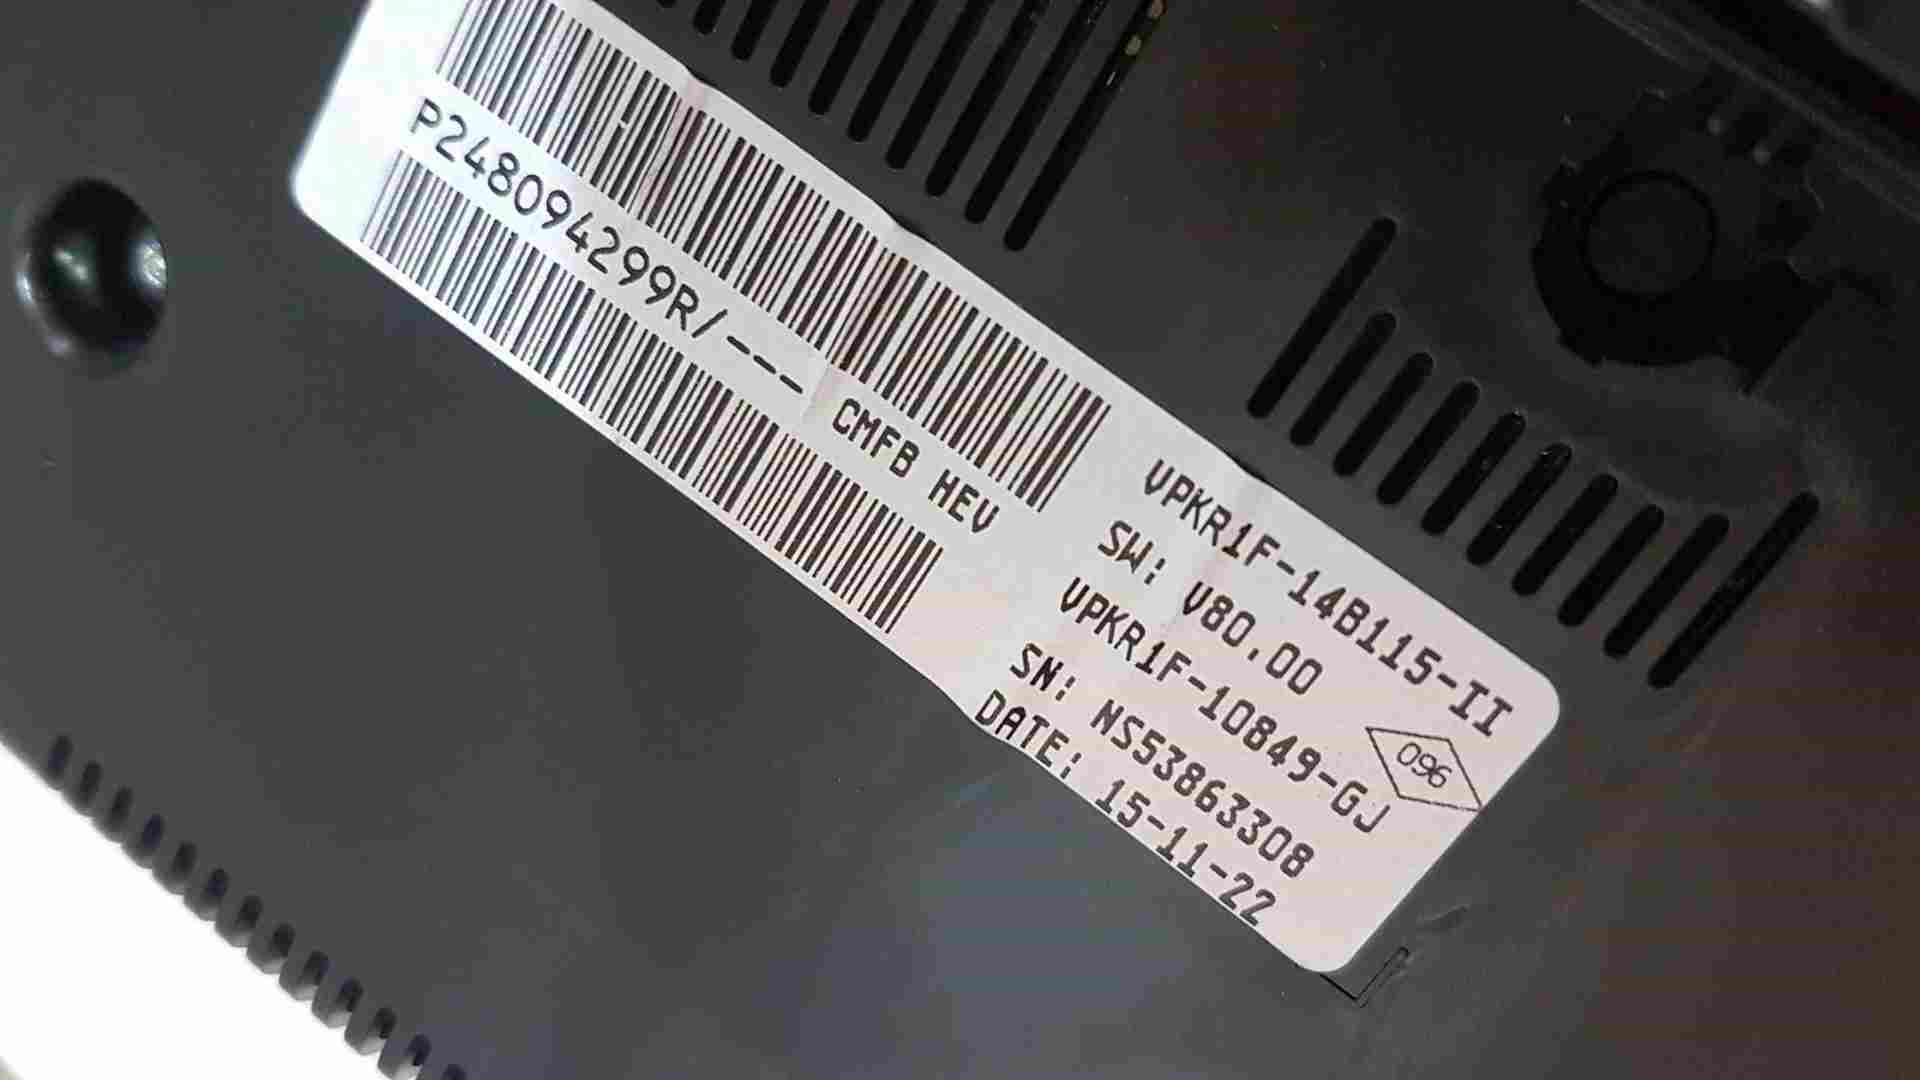 P248094299R/--- CMFB HEV
VPKR1F-14B115-II
SW: V80.00
VPKR1F-10849-GJ
096
SN: NS53863308
DATE: 15-11-22